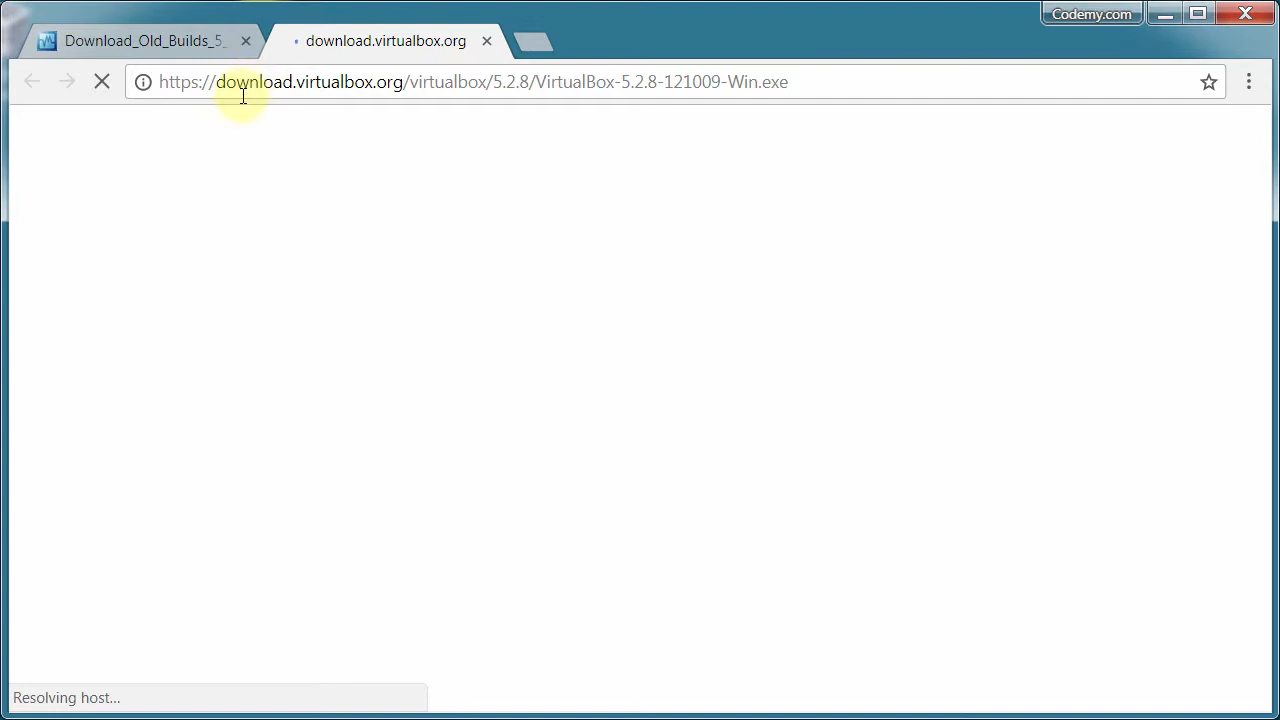 Codemy.com
Download_Old_Builds_5_
download.virtualbox.org
https://download.virtualbox.org/virtualbox/5.2.8/VirtualBox-5.2.8-121009-Win.exe
Resolving host...